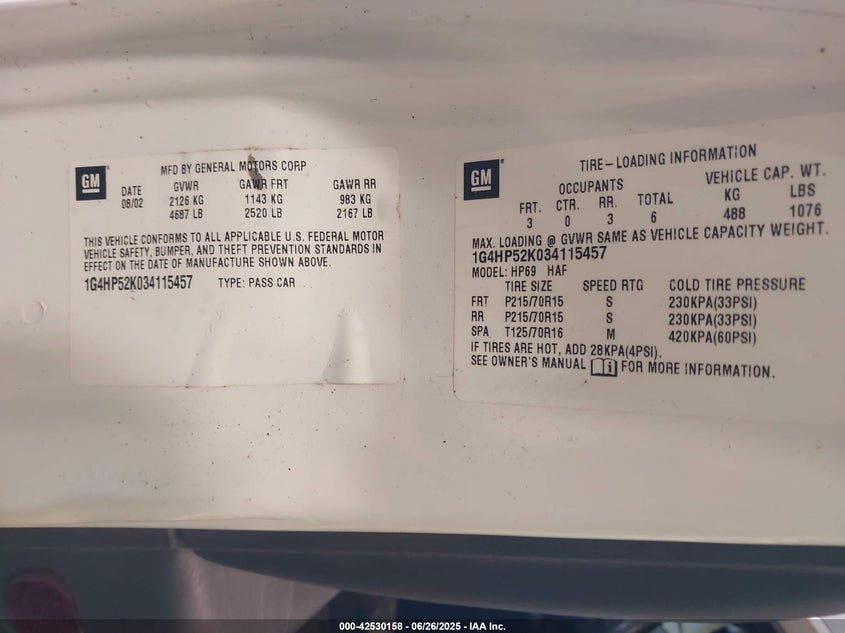 GM
MFD BY GENERAL MOTORS CORP
DATE GVWR GAWR FRT GAWR RR
08/02 2126 KG 1143 KG 983 KG
4687 LB 2520 LB 2167 LB
THIS VEHICLE CONFORMS TO ALL APPLICABLE U.S. FEDERAL MOTOR
VEHICLE SAFETY, BUMPER, AND THEFT PREVENTION STANDARDS IN
EFFECT ON THE DATE OF MANUFACTURE SHOWN ABOVE.
1G4HP52K034115457 TYPE: PASS CAR
GM
TIRE-LOADING INFORMATION
OCCUPANTS VEHICLE CAP. WT.
FRT. CTR. RR. TOTAL KG LBS
3 0 3 6 488 1076
MAX. LOADING @ GVWR SAME AS VEHICLE CAPACITY WEIGHT.
1G4HP52K034115457
MODEL: HP69 HAF
TIRE SIZE SPEED RTG COLD TIRE PRESSURE
FRT P215/70R15 S 230KPA(33PSI)
RR P215/70R15 S 230KPA(33PSI)
SPA T125/70R16 M 420KPA(60PSI)
IF TIRES ARE HOT, ADD 28KPA(4PSI).
SEE OWNER'S MANUAL FOR MORE INFORMATION.
000-42530158 - 06/26/2025 - IAA Inc.